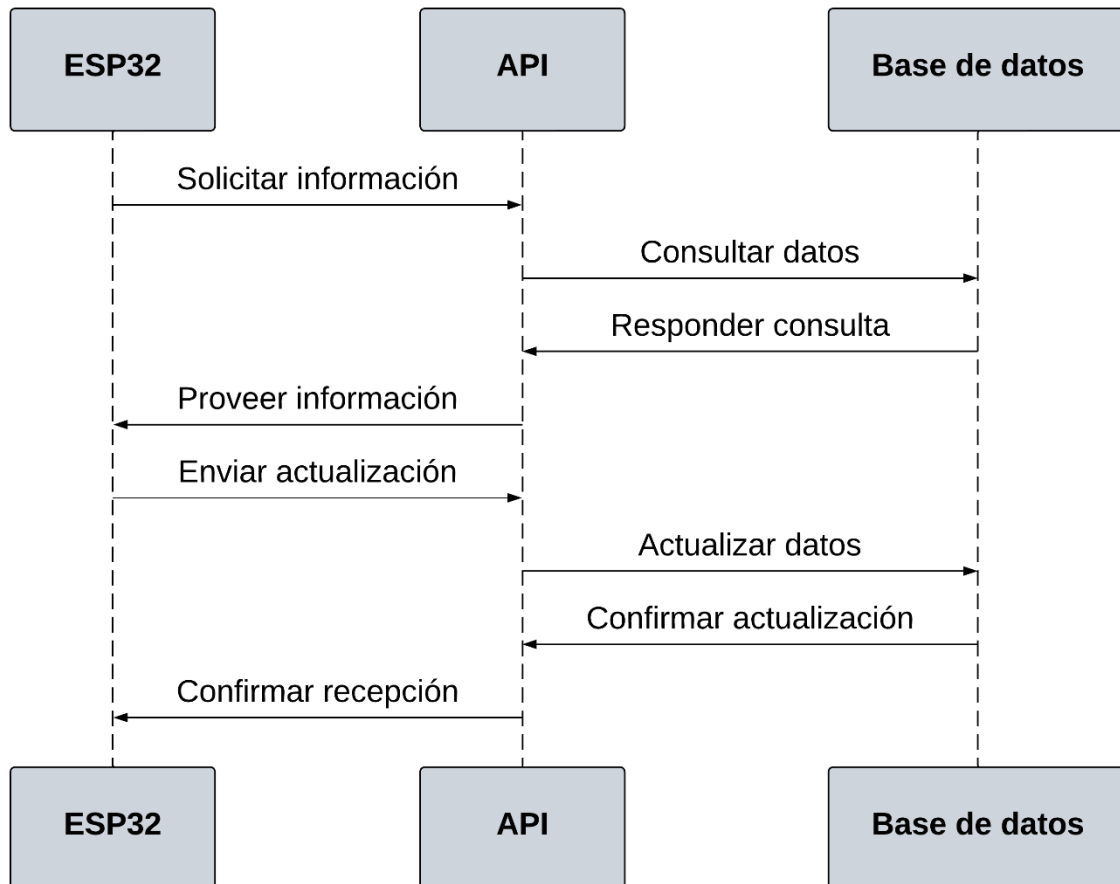 ESP32
API
Base de datos
Solicitar información
Consultar datos
Responder consulta
Proveer información
Enviar actualización
Actualizar datos
Confirmar actualización
Confirmar recepción
ESP32
API
Base de datos